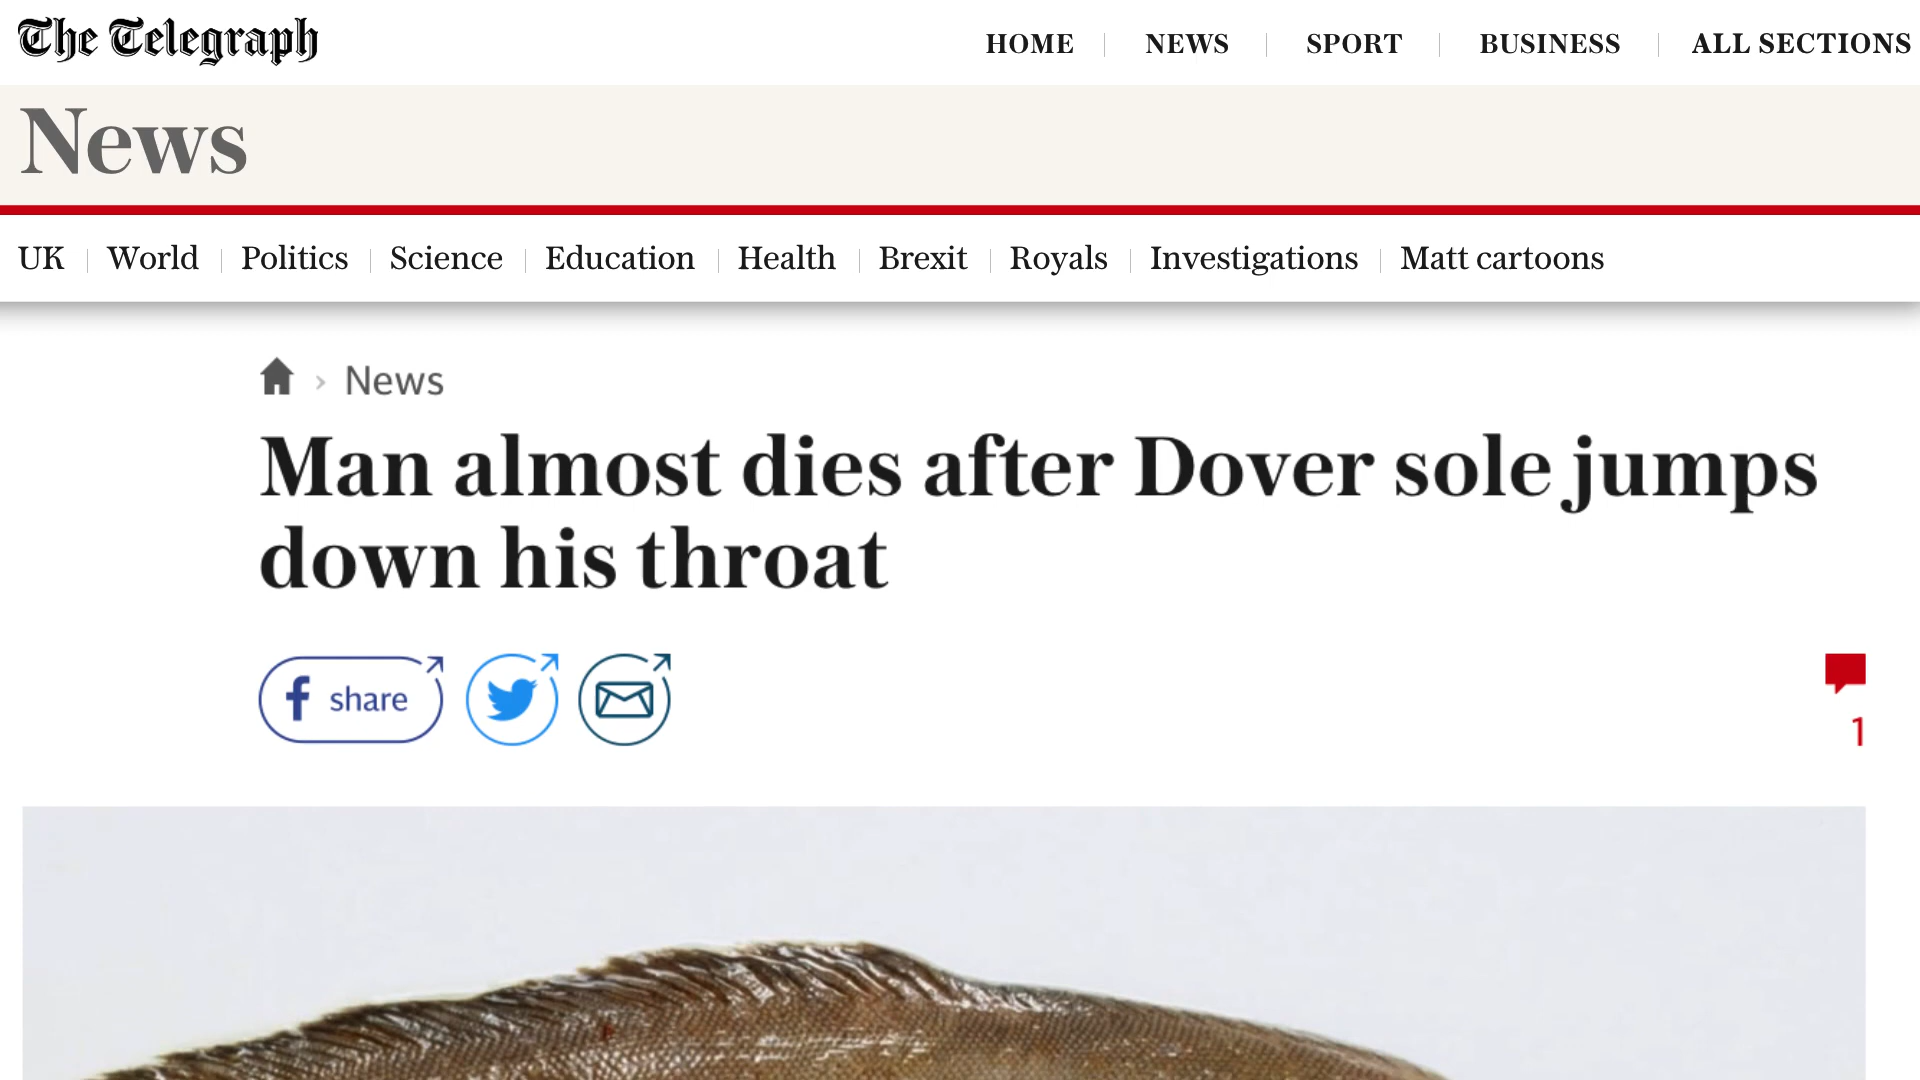 The Telegraph
HOME NEWS SPORT BUSINESS ALL SECTIONS
News
UK World Politics Science Education Health Brexit Royals Investigations Matt cartoons
› News
Man almost dies after Dover sole jumps
down his throat
share
1